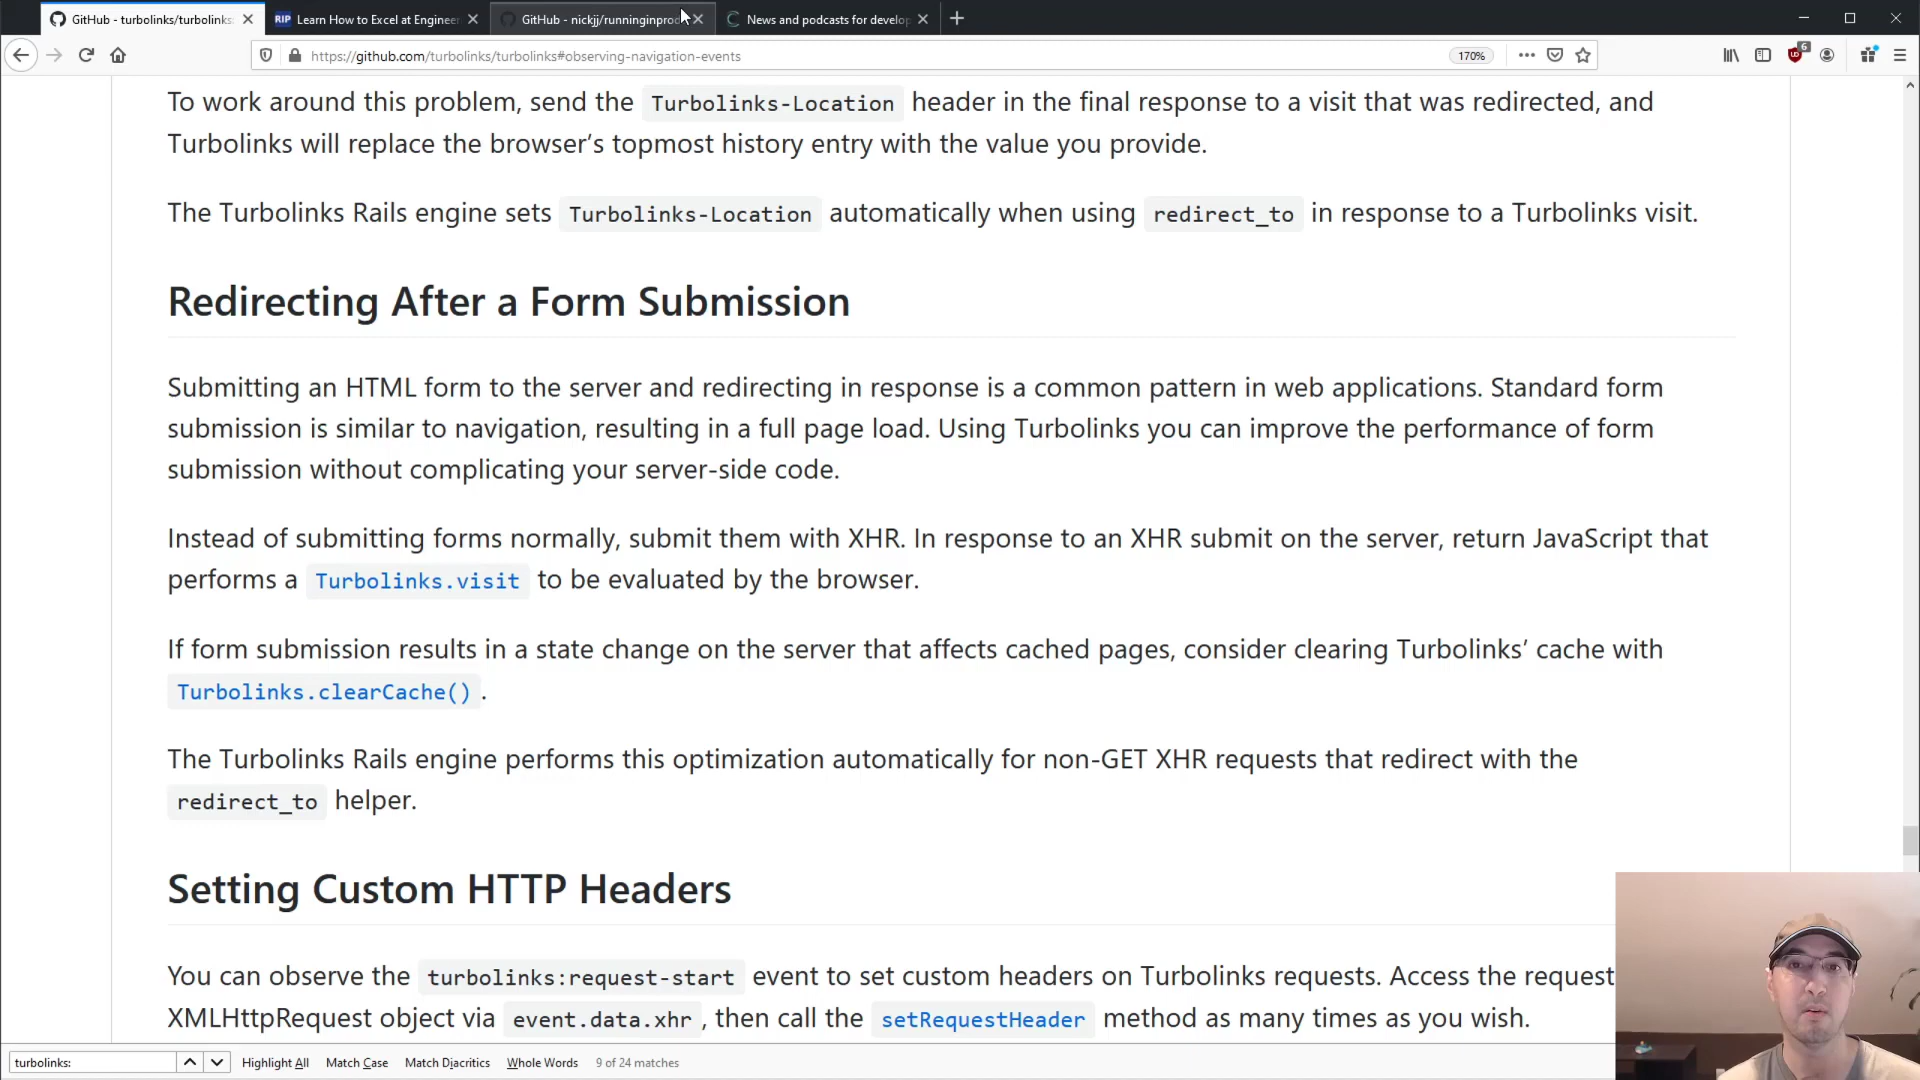 GitHub - turbolinks/turbolinks:
RIP Learn How to Excel at Engineer
GitHub - nickjj/runninginprod
News and podcasts for develop
https://github.com/turbolinks/turbolinks#observing-navigation-events
170%
6
To work around this problem, send the Turbolinks-Location header in the final response to a visit that was redirected, and
Turbolinks will replace the browser’s topmost history entry with the value you provide.
The Turbolinks Rails engine sets Turbolinks-Location automatically when using redirect_to in response to a Turbolinks visit.
Redirecting After a Form Submission
Submitting an HTML form to the server and redirecting in response is a common pattern in web applications. Standard form
submission is similar to navigation, resulting in a full page load. Using Turbolinks you can improve the performance of form
submission without complicating your server-side code.
Instead of submitting forms normally, submit them with XHR. In response to an XHR submit on the server, return JavaScript that
performs a Turbolinks.visit to be evaluated by the browser.
If form submission results in a state change on the server that affects cached pages, consider clearing Turbolinks’ cache with
Turbolinks.clearCache() .
The Turbolinks Rails engine performs this optimization automatically for non-GET XHR requests that redirect with the
redirect_to helper.
Setting Custom HTTP Headers
You can observe the turbolinks:request-start event to set custom headers on Turbolinks requests. Access the request
XMLHttpRequest object via event.data.xhr , then call the setRequestHeader method as many times as you wish.
turbolinks: Highlight All Match Case Match Diacritics Whole Words 9 of 24 matches